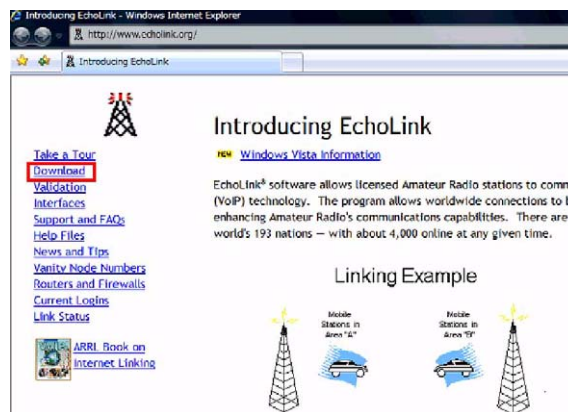 Introducing EchoLink - Windows Internet Explorer
http://www.echolink.org/
Introducing EchoLink
Take a Tour
Download
Validation
Interfaces
Support and FAQs
Help Files
News and Tips
Vanity Node Numbers
Routers and Firewalls
Current Logins
Link Status
ARRL Book on
Internet Linking
Introducing EchoLink
NEW Windows Vista Information
EchoLink® software allows licensed Amateur Radio stations to comm
(VoIP) technology. The program allows worldwide connections to b
enhancing Amateur Radio's communications capabilities. There are
world's 193 nations — with about 4,000 online at any given time.
Linking Example
Mobile
Stations in
Area "A"
Mobile
Stations in
Area "B"